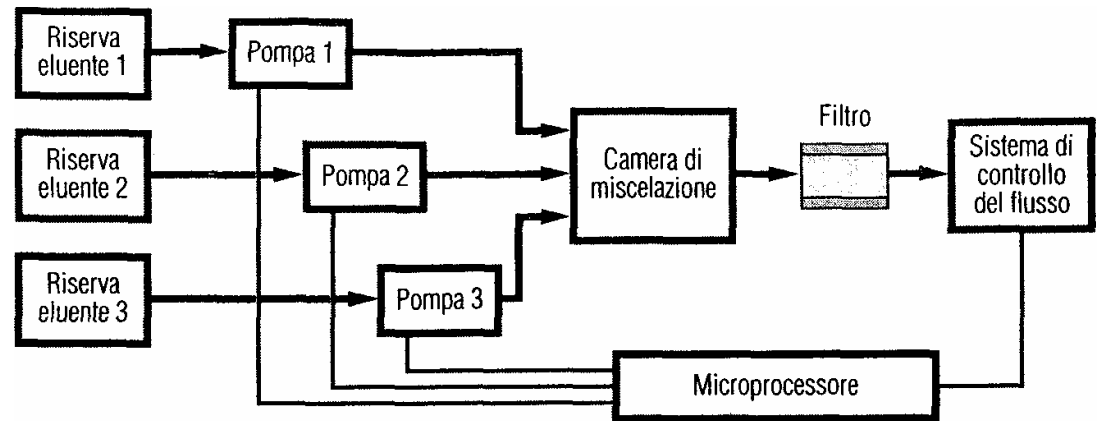 Riserva
eluente 1
Pompa 1
Riserva
eluente 2
Pompa 2
Riserva
eluente 3
Pompa 3
Camera di
miscelazione
Filtro
Sistema di
controllo
del flusso
Microprocessore